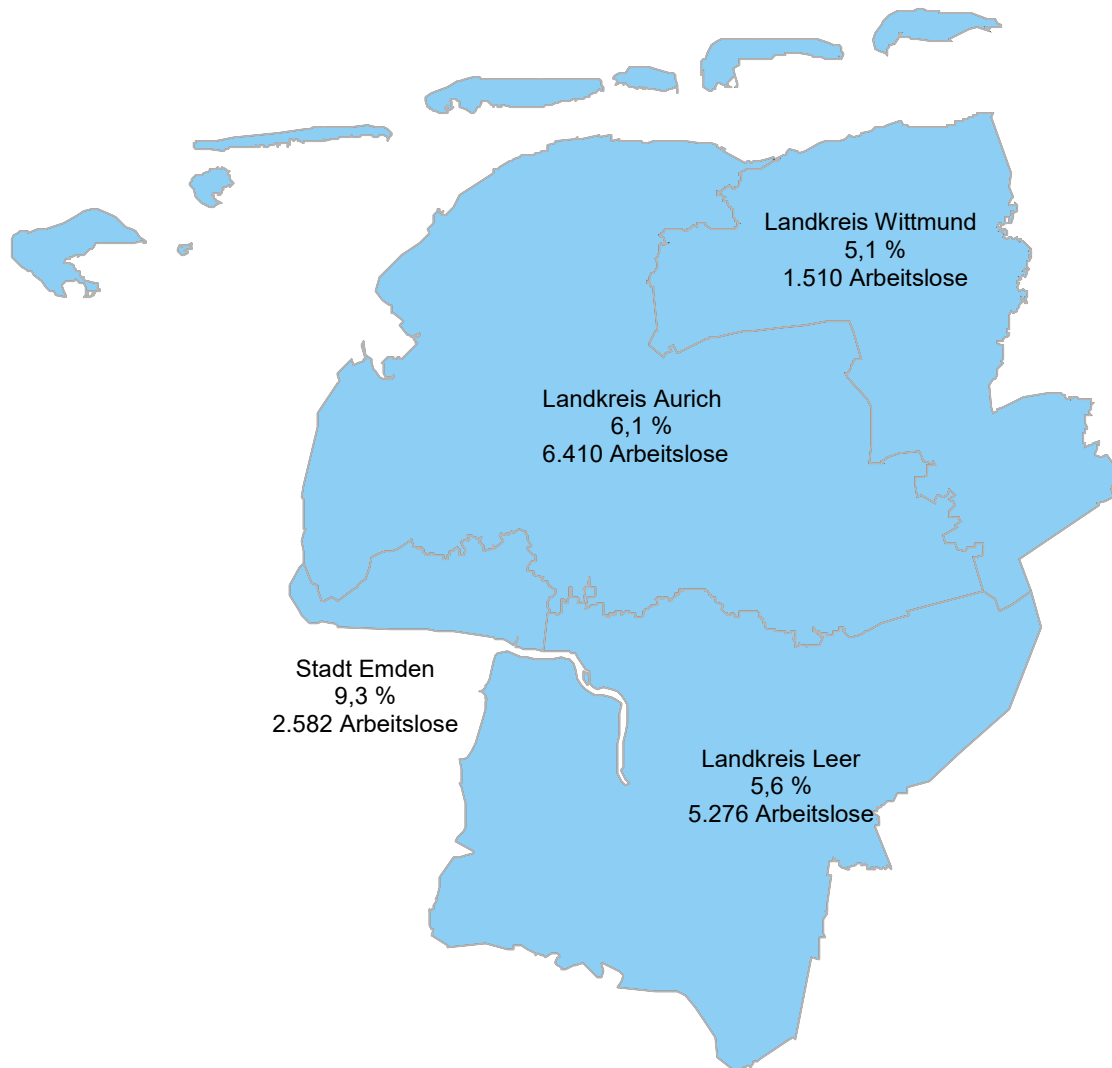 Landkreis Wittmund
5,1 %
1.510 Arbeitslose
Landkreis Aurich
6,1 %
6.410 Arbeitslose
Stadt Emden
9,3 %
2.582 Arbeitslose
Landkreis Leer
5,6 %
5.276 Arbeitslose